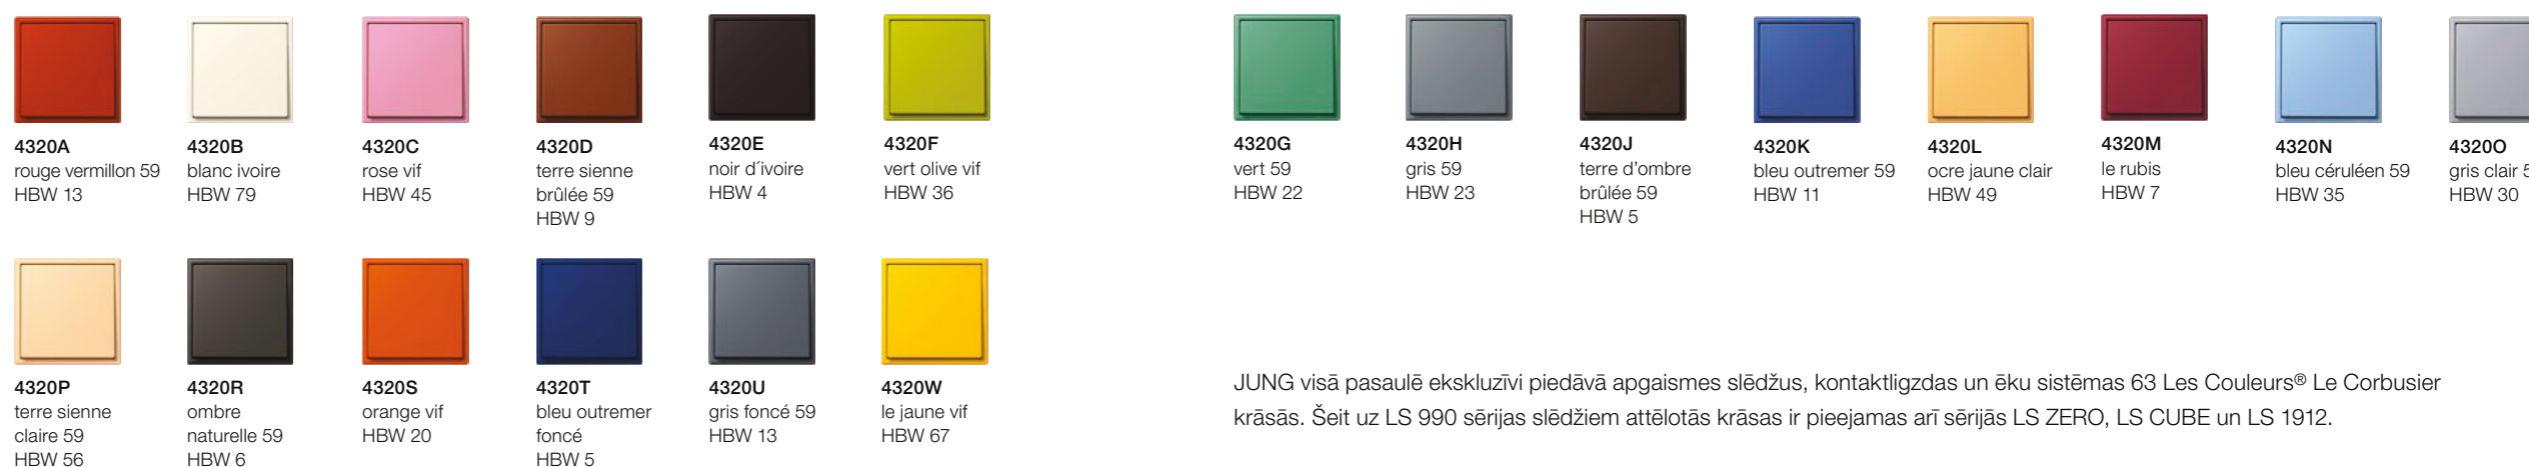 4320A
rouge vermillon 59
HBW 13
4320B
blanc ivoire
HBW 79
4320C
rose vif
HBW 45
4320D
terre sienne
brûlée 59
HBW 9
4320E
noir d´ivoire
HBW 4
4320F
vert olive vif
HBW 36
4320G
vert 59
HBW 22
4320H
gris 59
HBW 23
4320J
terre d’ombre
brûlée 59
HBW 5
4320K
bleu outremer 59
HBW 11
4320L
ocre jaune clair
HBW 49
4320M
le rubis
HBW 7
4320N
bleu céruléen 59
HBW 35
4320O
gris clair 5
HBW 30
4320P
terre sienne
claire 59
HBW 56
4320R
ombre
naturelle 59
HBW 6
4320S
orange vif
HBW 20
4320T
bleu outremer
foncé
HBW 5
4320U
gris foncé 59
HBW 13
4320W
le jaune vif
HBW 67
JUNG visā pasaulē ekskluzīvi piedāvā apgaismes slēdžus, kontaktligzdas un ēku sistēmas 63 Les Couleurs® Le Corbusier
krāsās. Šeit uz LS 990 sērijas slēdžiem attēlotās krāsas ir pieejamas arī sērijās LS ZERO, LS CUBE un LS 1912.